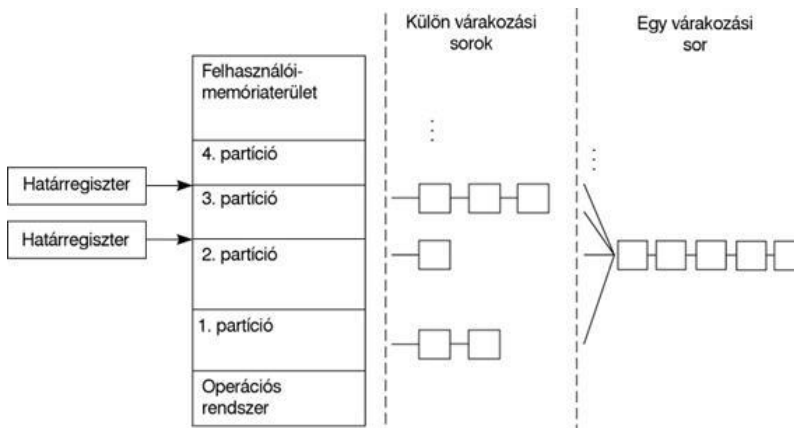 Külön várakozási
sorok
Egy várakozási
sor
Felhasználói-
memóriaterület
4. partíció
Határregiszter
3. partíció
Határregiszter
2. partíció
1. partíció
Operációs
rendszer